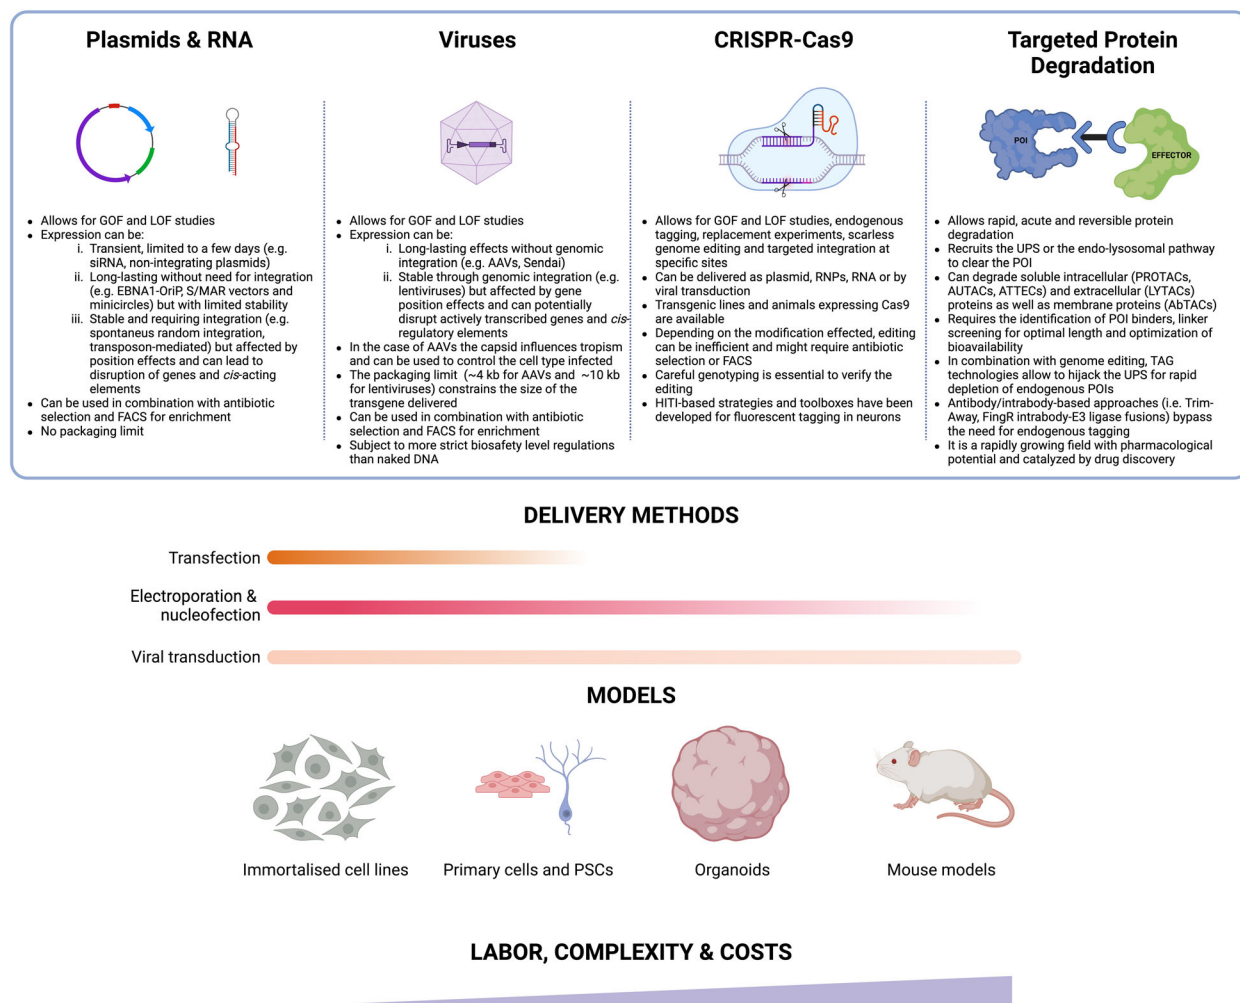 Plasmids & RNA
Allows for GOF and LOF studies
Expression can be:
i. Transient, limited to a few days (e.g.
siRNA, non-integrating plasmids)
ii. Long-lasting without need for integration
(e.g. EBNA1-OriP, S/MAR vectors and
minicircles) but with limited stability
iii. Stable and requiring integration (e.g.
spontaneus random integration,
transposon-mediated) but affected by
position effects and can lead to
disruption of genes and cis-acting
elements
Can be used in combination with antibiotic
selection and FACS for enrichment
No packaging limit
Viruses
Allows for GOF and LOF studies
Expression can be:
i. Long-lasting effects without genomic
integration (e.g. AAVs, Sendai)
ii. Stable through genomic integration (e.g.
lentiviruses) but affected by gene
position effects and can potentially
disrupt actively transcribed genes and cis-
regulatory elements
In the case of AAVs the capsid influences tropism
and can be used to control the cell type infected
The packaging limit (~4 kb for AAVs and ~10 kb
for lentiviruses) constrains the size of the
transgene delivered
Can be used in combination with antibiotic
selection and FACS for enrichment
Subject to more strict biosafety level regulations
than naked DNA
CRISPR-Cas9
Allows for GOF and LOF studies, endogenous
tagging, replacement experiments, scarless
genome editing and targeted integration at
specific sites
Can be delivered as plasmid, RNPs, RNA or by
viral transduction
Transgenic lines and animals expressing Cas9
are available
Depending on the modification effected, editing
can be inefficient and might require antibiotic
selection or FACS
Careful genotyping is essential to verify the
editing
HITI-based strategies and toolboxes have been
developed for fluorescent tagging in neurons
Targeted Protein
Degradation
POI
EFFECTOR
Allows rapid, acute and reversible protein
degradation
Recruits the UPS or the endo-lysosomal pathway
to clear the POI
Can degrade soluble intracellular (PROTACs,
AUTACs, ATTECs) and extracellular (LYTACs)
proteins as well as membrane proteins (AbTACs)
Requires the identification of POI binders, linker
screening for optimal length and optimization of
bioavailability
In combination with genome editing, TAG
technologies allow to hijack the UPS for rapid
depletion of endogenous POIs
Antibody/intrabody-based approaches (i.e. Trim-
Away, FingR intrabody-E3 ligase fusions) bypass
the need for endogenous tagging
It is a rapidly growing field with pharmacological
potential and catalyzed by drug discovery
DELIVERY METHODS
Transfection
Electroporation &
nucleofection
Viral transduction
MODELS
Immortalised cell lines
Primary cells and PSCs
Organoids
Mouse models
LABOR, COMPLEXITY & COSTS